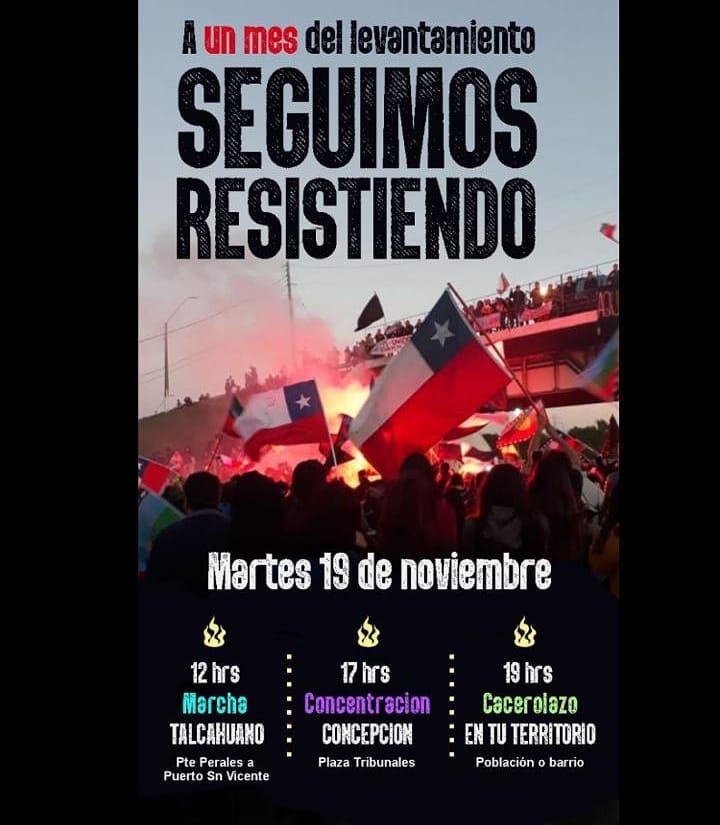 A un mes del levantamiento
SEGUIMOS
RESISTIENDO
Martes 19 de noviembre
12 hrs
Marcha
TALCAHUANO
Pte Perales a
Puerto Sn Vicente
17 hrs
Concentracion
CONCEPCION
Plaza Tribunales
19 hrs
Cacerolazo
EN TU TERRITORIO
Población o barrio